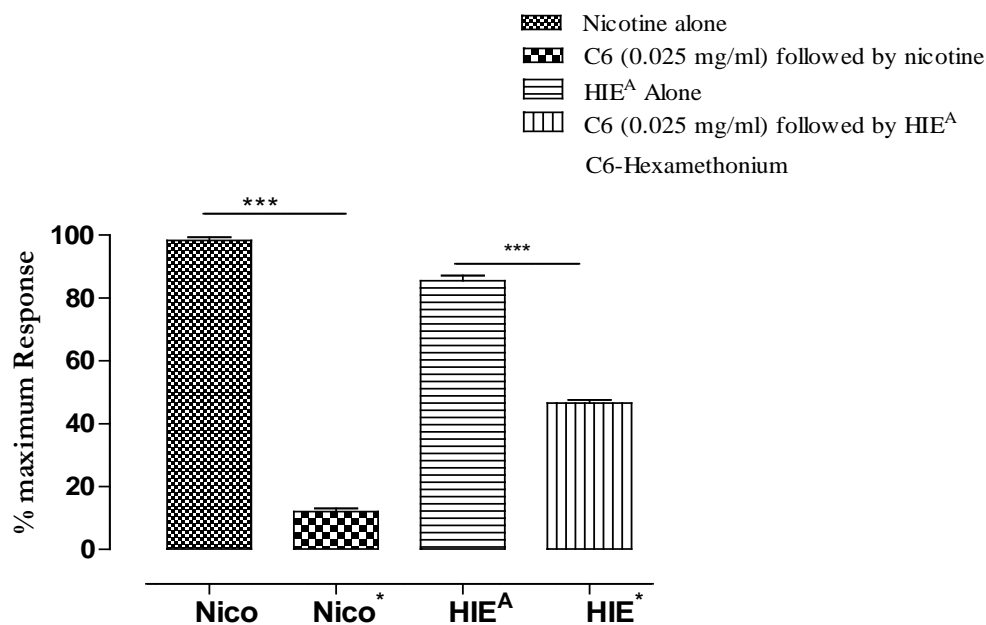 Nicotine alone
C6 (0.025 mg/ml) followed by nicotine
HIE^A Alone
C6 (0.025 mg/ml) followed by HIE^A
C6-Hexamethonium
***
***
% maximum Response
100
80
60
40
20
0
Nico Nico* HIE^A HIE*